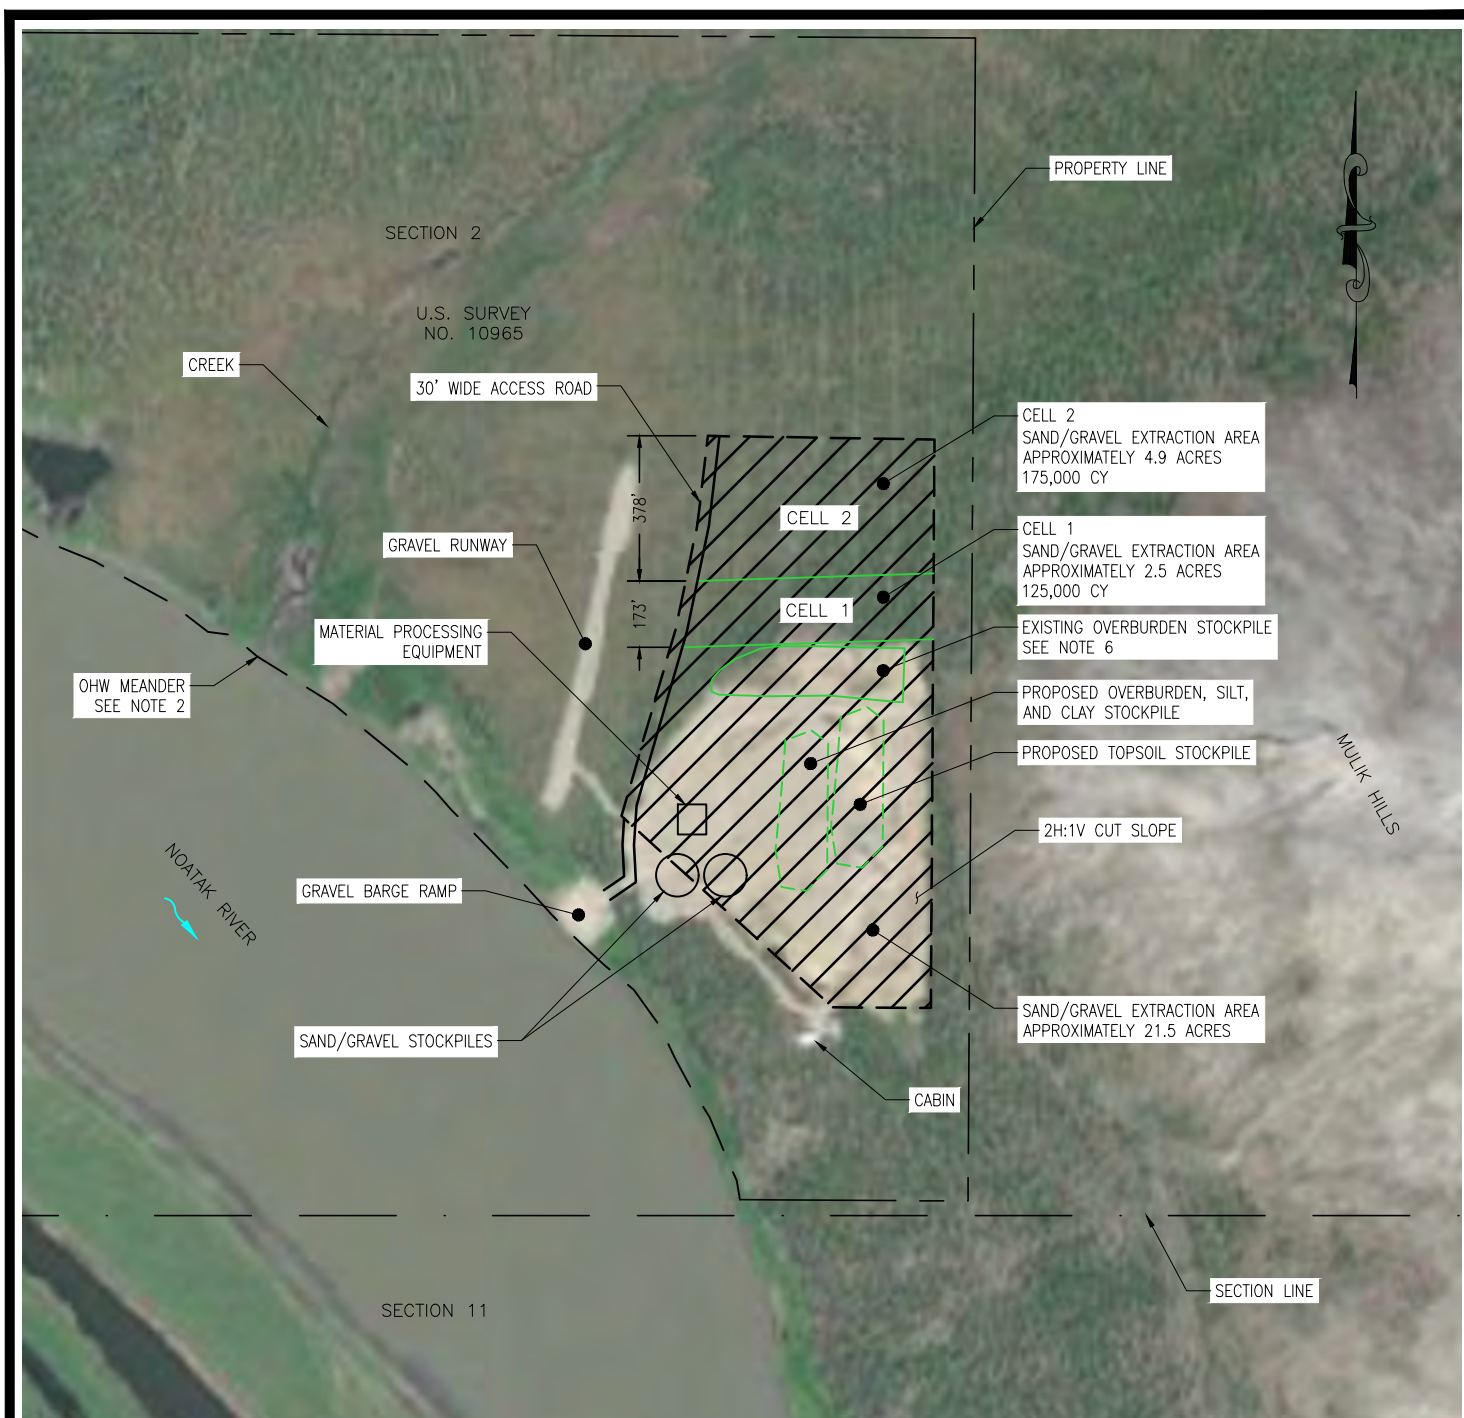 PROPERTY LINE
SECTION 2
U.S. SURVEY
NO. 10965
CREEK
30' WIDE ACCESS ROAD
CELL 2
SAND/GRAVEL EXTRACTION AREA
APPROXIMATELY 4.9 ACRES
175,000 CY
378'
CELL 2
GRAVEL RUNWAY
CELL 1
SAND/GRAVEL EXTRACTION AREA
APPROXIMATELY 2.5 ACRES
125,000 CY
173'
CELL 1
MATERIAL PROCESSING
EQUIPMENT
EXISTING OVERBURDEN STOCKPILE
SEE NOTE 6
OHW MEANDER
SEE NOTE 2
PROPOSED OVERBURDEN, SILT,
AND CLAY STOCKPILE
PROPOSED TOPSOIL STOCKPILE
MULIK HILLS
2H:1V CUT SLOPE
NOATAK RIVER
GRAVEL BARGE RAMP
SAND/GRAVEL EXTRACTION AREA
APPROXIMATELY 21.5 ACRES
SAND/GRAVEL STOCKPILES
CABIN
SECTION LINE
SECTION 11